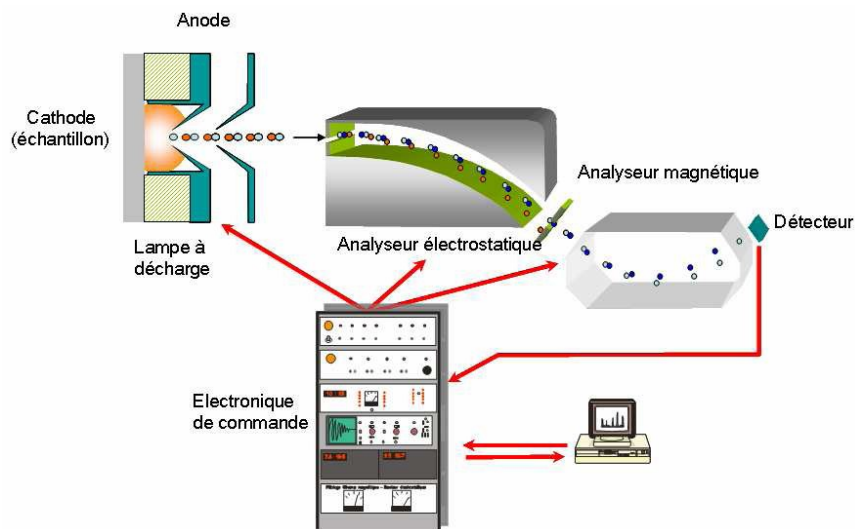 Anode
Cathode
(échantillon)
Analyseur magnétique
Détecteur
Analyseur électrostatique
Lampe à
décharge
Electronique
de commande